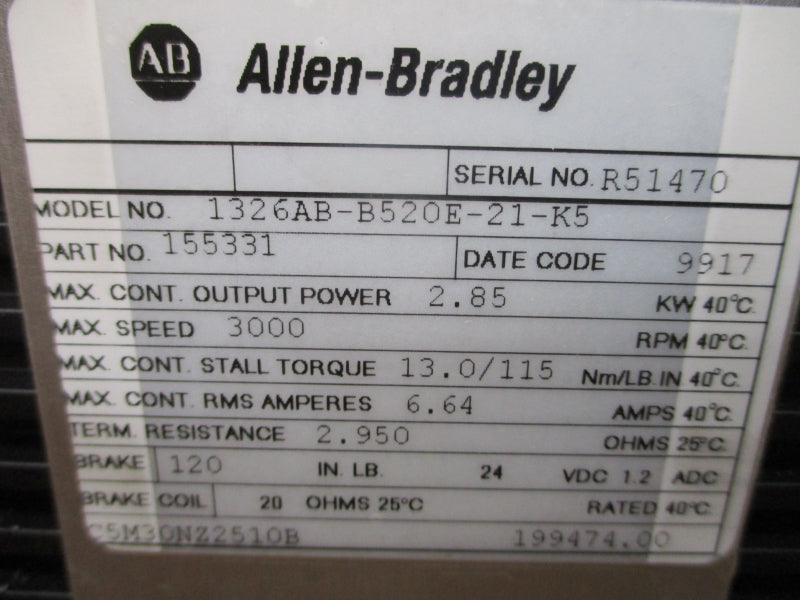 AB Allen-Bradley
SERIAL NO. R51470
MODEL NO. 1326AB-B520E-21-K5
PART NO. 155331 DATE CODE 9917
MAX. CONT. OUTPUT POWER 2.85 KW 40°C.
MAX. SPEED 3000 RPM 40°C.
MAX. CONT. STALL TORQUE 13.0/115 Nm/LB.IN 40°C.
MAX. CONT. RMS AMPERES 6.64 AMPS 40°C.
TERM. RESISTANCE 2.950 OHMS 25°C.
BRAKE 120 IN. LB. 24 VDC 1.2 ADC
BRAKE COIL 20 OHMS 25°C RATED 40°C
C5M30NZ2510B 199474.00